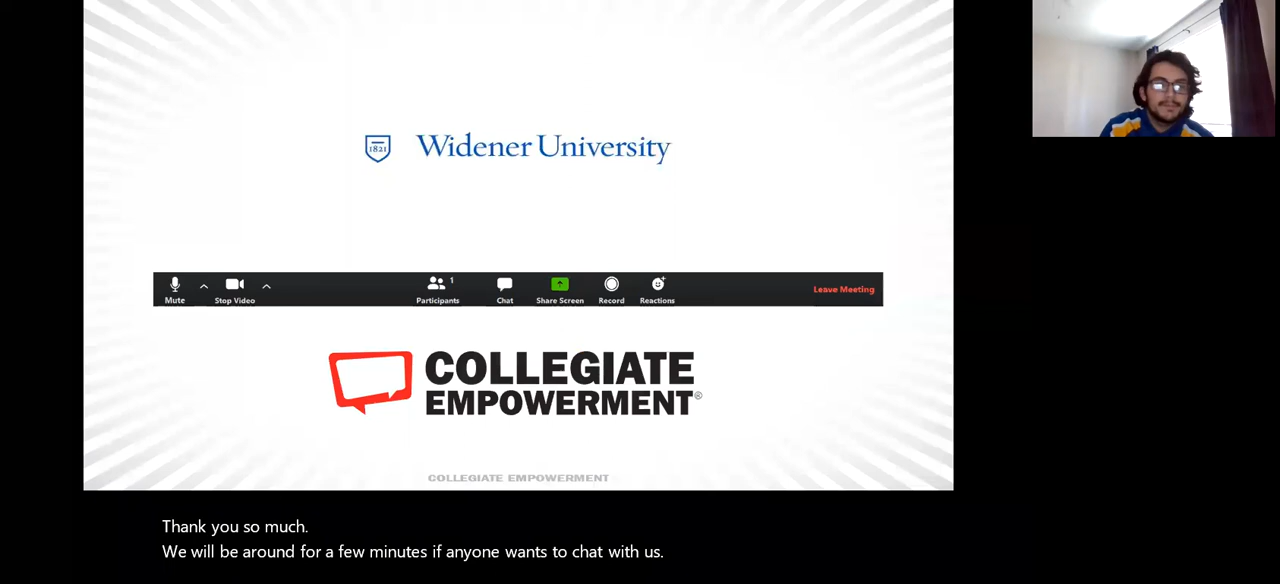 1821 Widener University
1
Mute Stop Video Participants Chat Share Screen Record Reactions Leave Meeting
COLLEGIATE
EMPOWERMENT®
COLLEGIATE EMPOWERMENT
Thank you so much.
We will be around for a few minutes if anyone wants to chat with us.